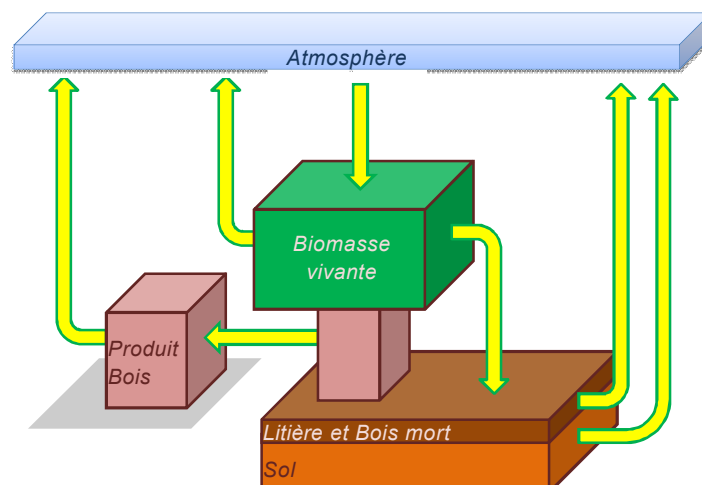 Atmosphère
Biomasse
vivante
Produit
Bois
Litière et Bois mort
Sol